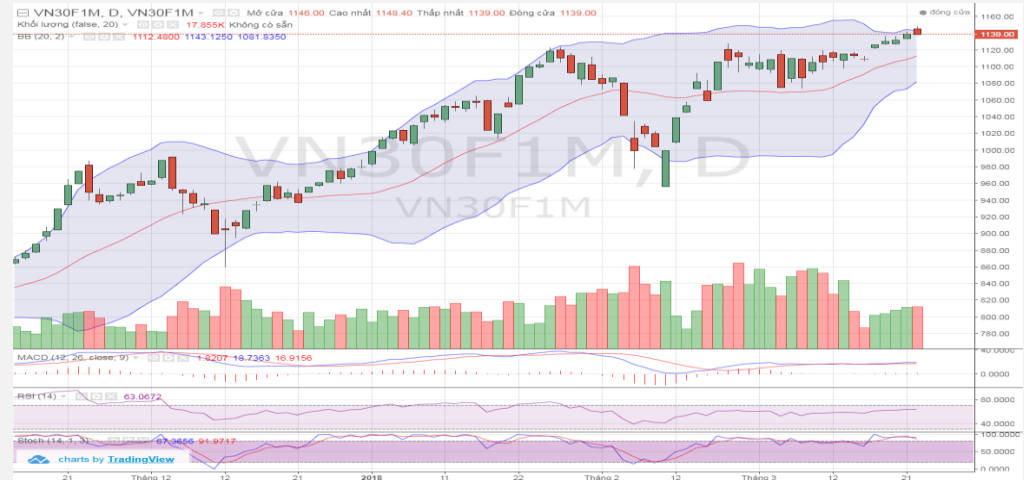 VN30F1M, D, VN30F1M Mở cửa 1146.00 Cao nhất 1148.40 Thấp nhất 1139.00 Đóng cửa 1139.00
đóng cửa
Khối lượng (false, 20) 17.855K Không có sẵn
BB (20, 2) 1112.4800 1143.1250 1081.8350
VN30F1M, D
VN30F1M
1160.00
1139.00
1120.00
1100.00
1080.00
1060.00
1040.00
1020.00
1000.00
980.00
960.00
940.00
920.00
900.00
880.00
860.00
840.00
820.00
800.00
780.00
MACD (12, 26, close, 9) 1.8207 18.7363 16.9156
40.0000
0.0000
RSI (14) 63.0672
80.0000
40.0000
Stoch (14, 1, 3) 87.3656 91.9717
100.0000
50.0000
0.0000
charts by TradingView
21 Tháng 12 12 21 2018 11 22 Tháng 2 12 Tháng 3 12 21